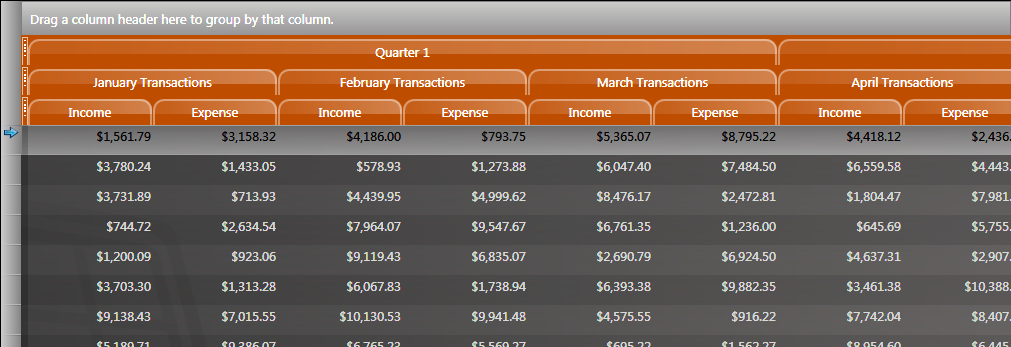 Drag a column header here to group by that column.
Quarter 1
January Transactions February Transactions March Transactions April Transactions
Income Expense Income Expense Income Expense Income Expense
$1,561.79 $3,158.32 $4,186.00 $793.75 $5,365.07 $8,795.22 $4,418.12 $2,436.
$3,780.24 $1,433.05 $578.93 $1,273.88 $6,047.40 $7,484.50 $6,559.58 $4,443.
$3,731.89 $713.93 $4,439.95 $4,999.62 $8,476.17 $2,472.81 $1,804.47 $7,981.
$744.72 $2,634.54 $7,964.07 $9,547.67 $6,761.35 $1,236.00 $645.69 $5,755.
$1,200.09 $923.06 $9,119.43 $6,835.07 $2,690.79 $6,924.50 $4,637.31 $2,907.
$3,703.30 $1,313.28 $6,067.83 $1,738.94 $6,393.38 $9,882.35 $3,461.38 $10,388.
$9,138.43 $7,015.55 $10,130.53 $9,941.48 $4,575.55 $916.22 $7,742.04 $8,407.